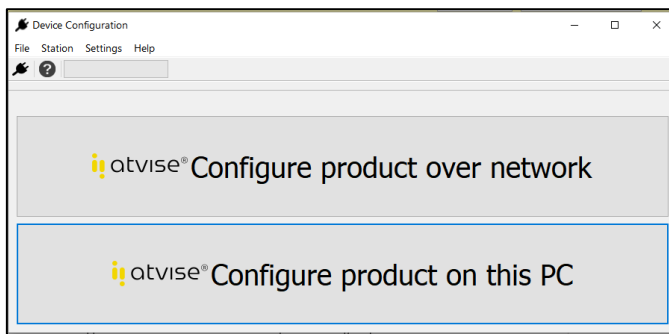 Device Configuration
File Station Settings Help
atvise® Configure product over network
atvise® Configure product on this PC